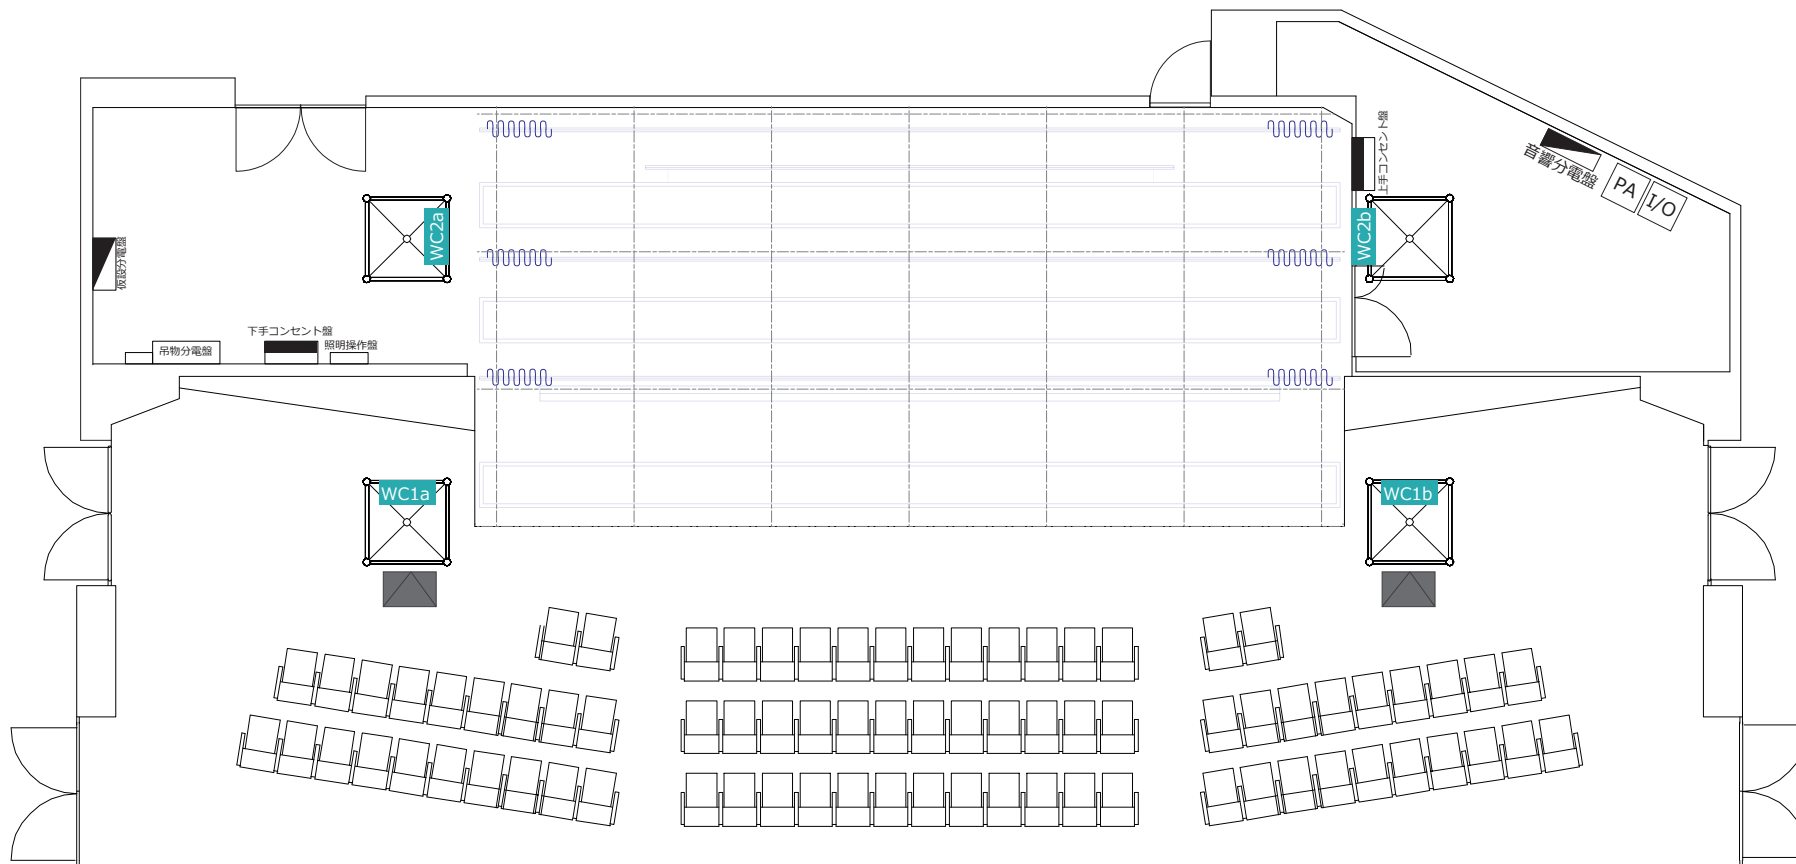 上手コンセント盤
音響分電盤
PA
I/O
WC2a
WC2b
仮設分電盤
下手コンセント盤
吊物分電盤
照明操作盤
WC1a
WC1b